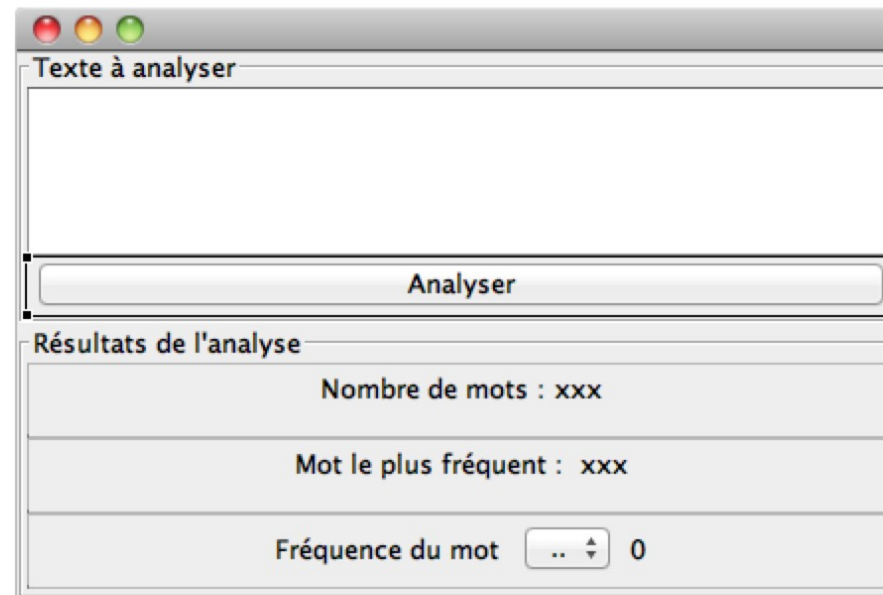 Texte à analyser
Analyser
Résultats de l'analyse
Nombre de mots : xxx
Mot le plus fréquent : xxx
Fréquence du mot .. 0